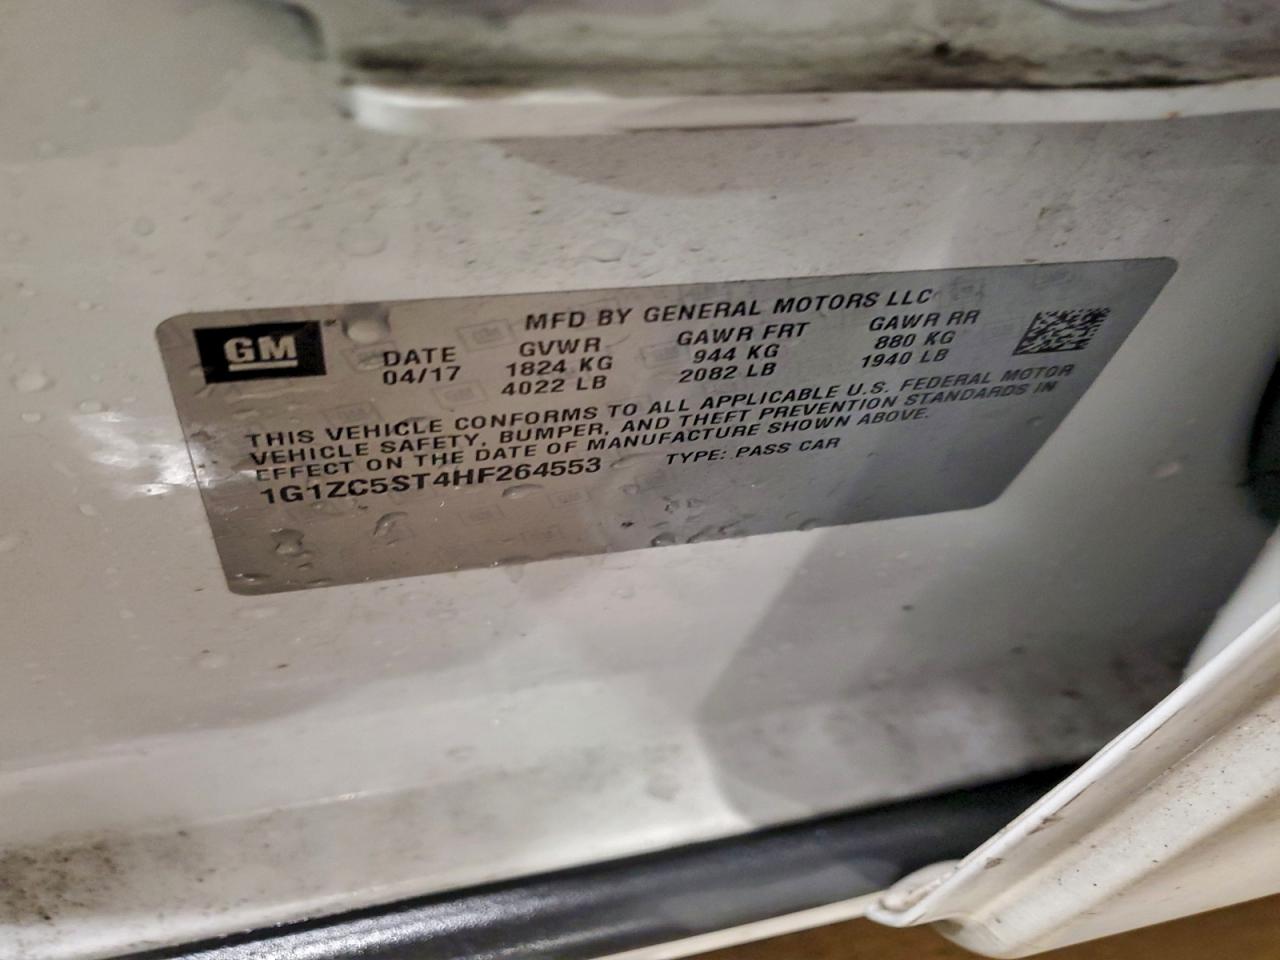 GM
MFD BY GENERAL MOTORS LLC
DATE GVWR GAWR FRT GAWR RR
04/17 1824 KG 944 KG 880 KG
4022 LB 2082 LB 1940 LB
THIS VEHICLE CONFORMS TO ALL APPLICABLE U.S. FEDERAL MOTOR
VEHICLE SAFETY, BUMPER, AND THEFT PREVENTION STANDARDS IN
EFFECT ON THE DATE OF MANUFACTURE SHOWN ABOVE.
1G1ZC5ST4HF264553 TYPE: PASS CAR